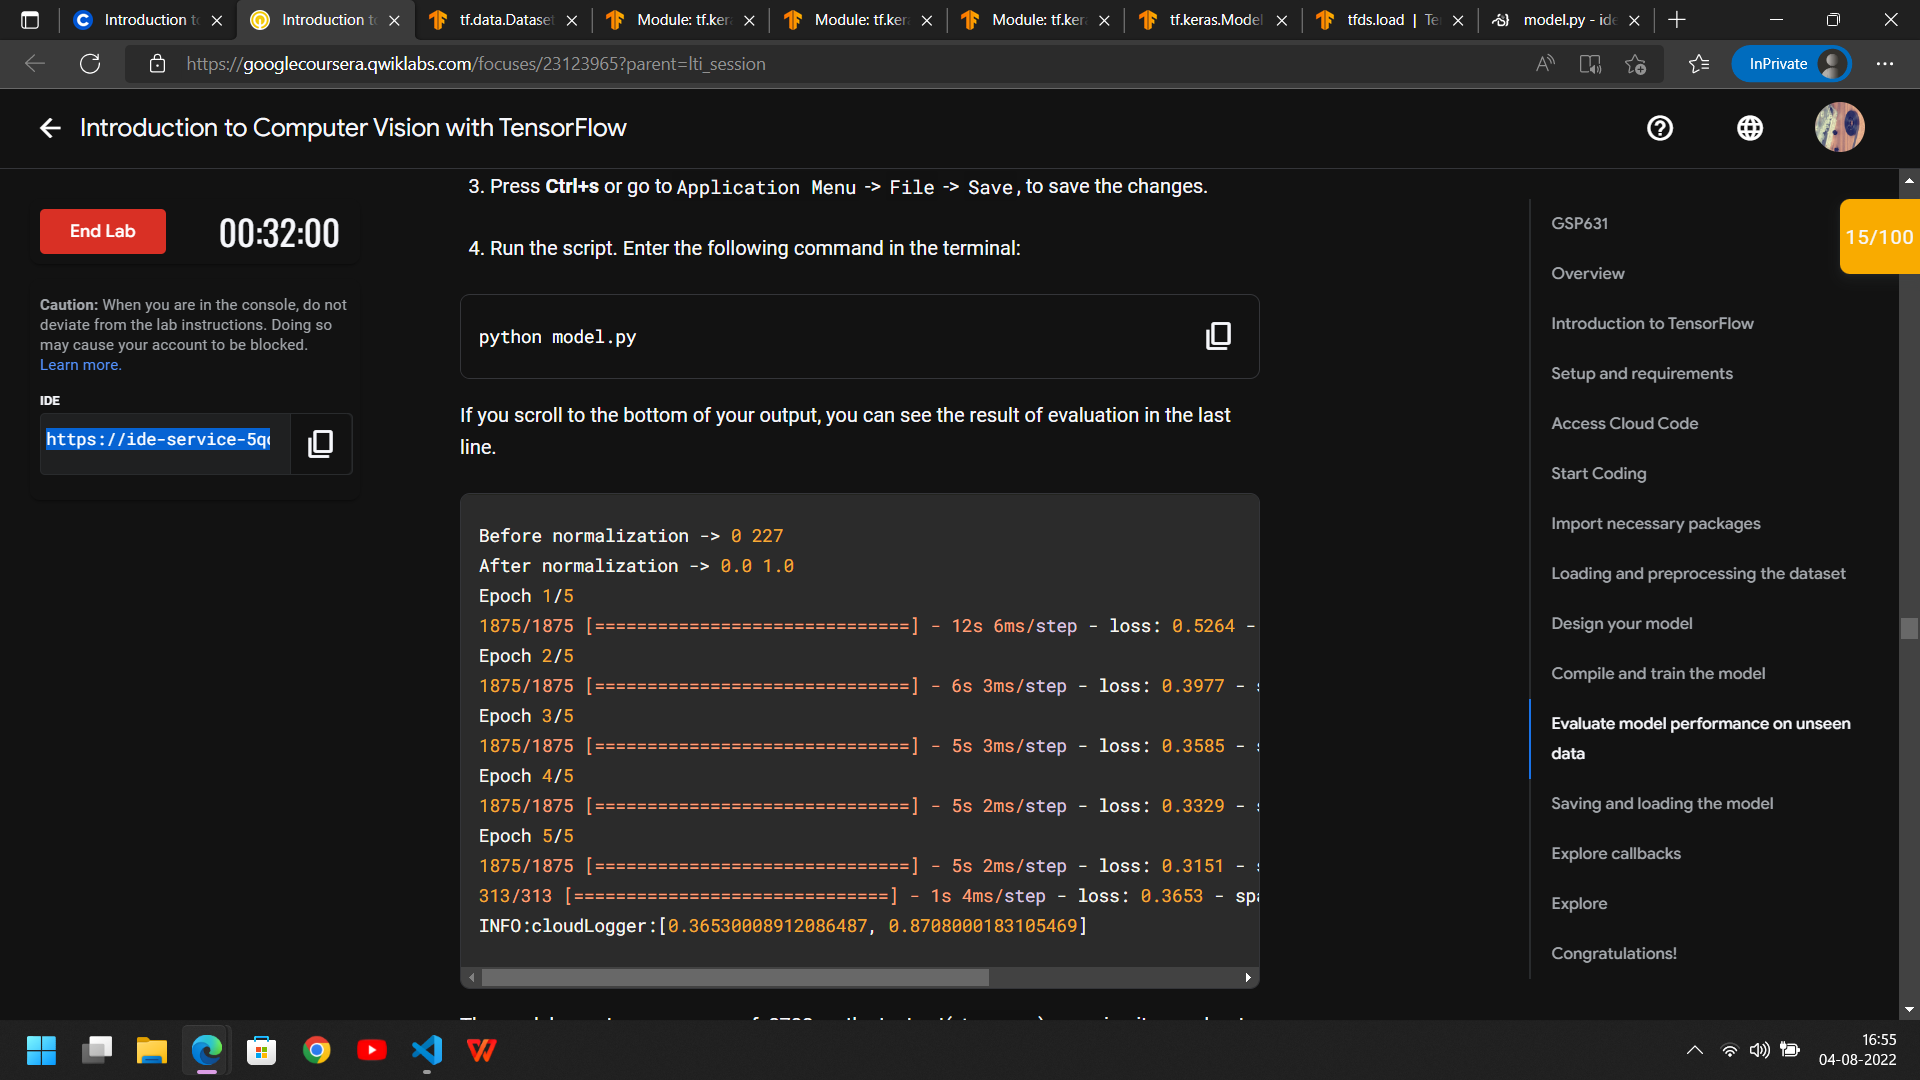 Introduction to
Introduction to
tf.data.Dataset
Module: tf.kera
Module: tf.kera
Module: tf.kera
tf.keras.Model
tfds.load | Te
model.py - ide
https://googlecoursera.qwiklabs.com/focuses/23123965?parent=lti_session
InPrivate
Introduction to Computer Vision with TensorFlow
End Lab
00:32:00
Caution: When you are in the console, do not
deviate from the lab instructions. Doing so
may cause your account to be blocked.
Learn more.
IDE
https://ide-service-5q
3. Press Ctrl+s or go to Application Menu -> File -> Save, to save the changes.
4. Run the script. Enter the following command in the terminal:
python model.py
If you scroll to the bottom of your output, you can see the result of evaluation in the last
line.
Before normalization -> 0 227
After normalization -> 0.0 1.0
Epoch 1/5
1875/1875 [==============================] - 12s 6ms/step - loss: 0.5264 -
Epoch 2/5
1875/1875 [==============================] - 6s 3ms/step - loss: 0.3977 -
Epoch 3/5
1875/1875 [==============================] - 5s 3ms/step - loss: 0.3585 -
Epoch 4/5
1875/1875 [==============================] - 5s 2ms/step - loss: 0.3329 -
Epoch 5/5
1875/1875 [==============================] - 5s 2ms/step - loss: 0.3151 -
313/313 [==============================] - 1s 4ms/step - loss: 0.3653 - spa
INFO:cloudLogger:[0.36530008912086487, 0.8708000183105469]
GSP631
Overview
Introduction to TensorFlow
Setup and requirements
Access Cloud Code
Start Coding
Import necessary packages
Loading and preprocessing the dataset
Design your model
Compile and train the model
Evaluate model performance on unseen
data
Saving and loading the model
Explore callbacks
Explore
Congratulations!
15/100
16:55
04-08-2022